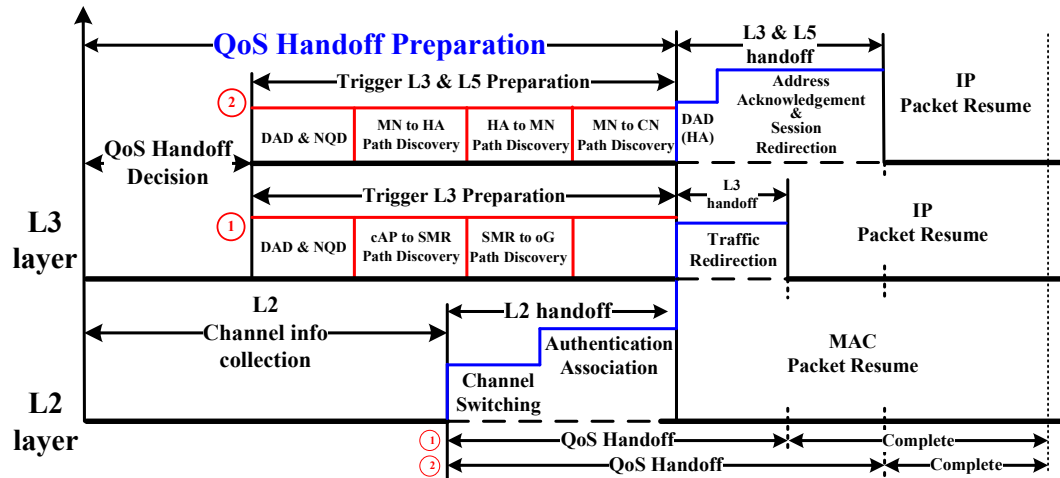 QoS Handoff Preparation
L3 & L5
handoff
Trigger L3 & L5 Preparation
2
DAD & NQD
MN to HA
Path Discovery
HA to MN
Path Discovery
MN to CN
Path Discovery
DAD
(HA)
Address
Acknowledgement
&
Session
Redirection
IP
Packet Resume
QoS Handoff
Decision
Trigger L3 Preparation
L3
handoff
1
DAD & NQD
cAP to SMR
Path Discovery
SMR to oG
Path Discovery
Traffic
Redirection
IP
Packet Resume
L3
layer
L2
Channel info
collection
L2 handoff
Channel
Switching
Authentication
Association
MAC
Packet Resume
L2
layer
1
QoS Handoff
Complete
2
QoS Handoff
Complete